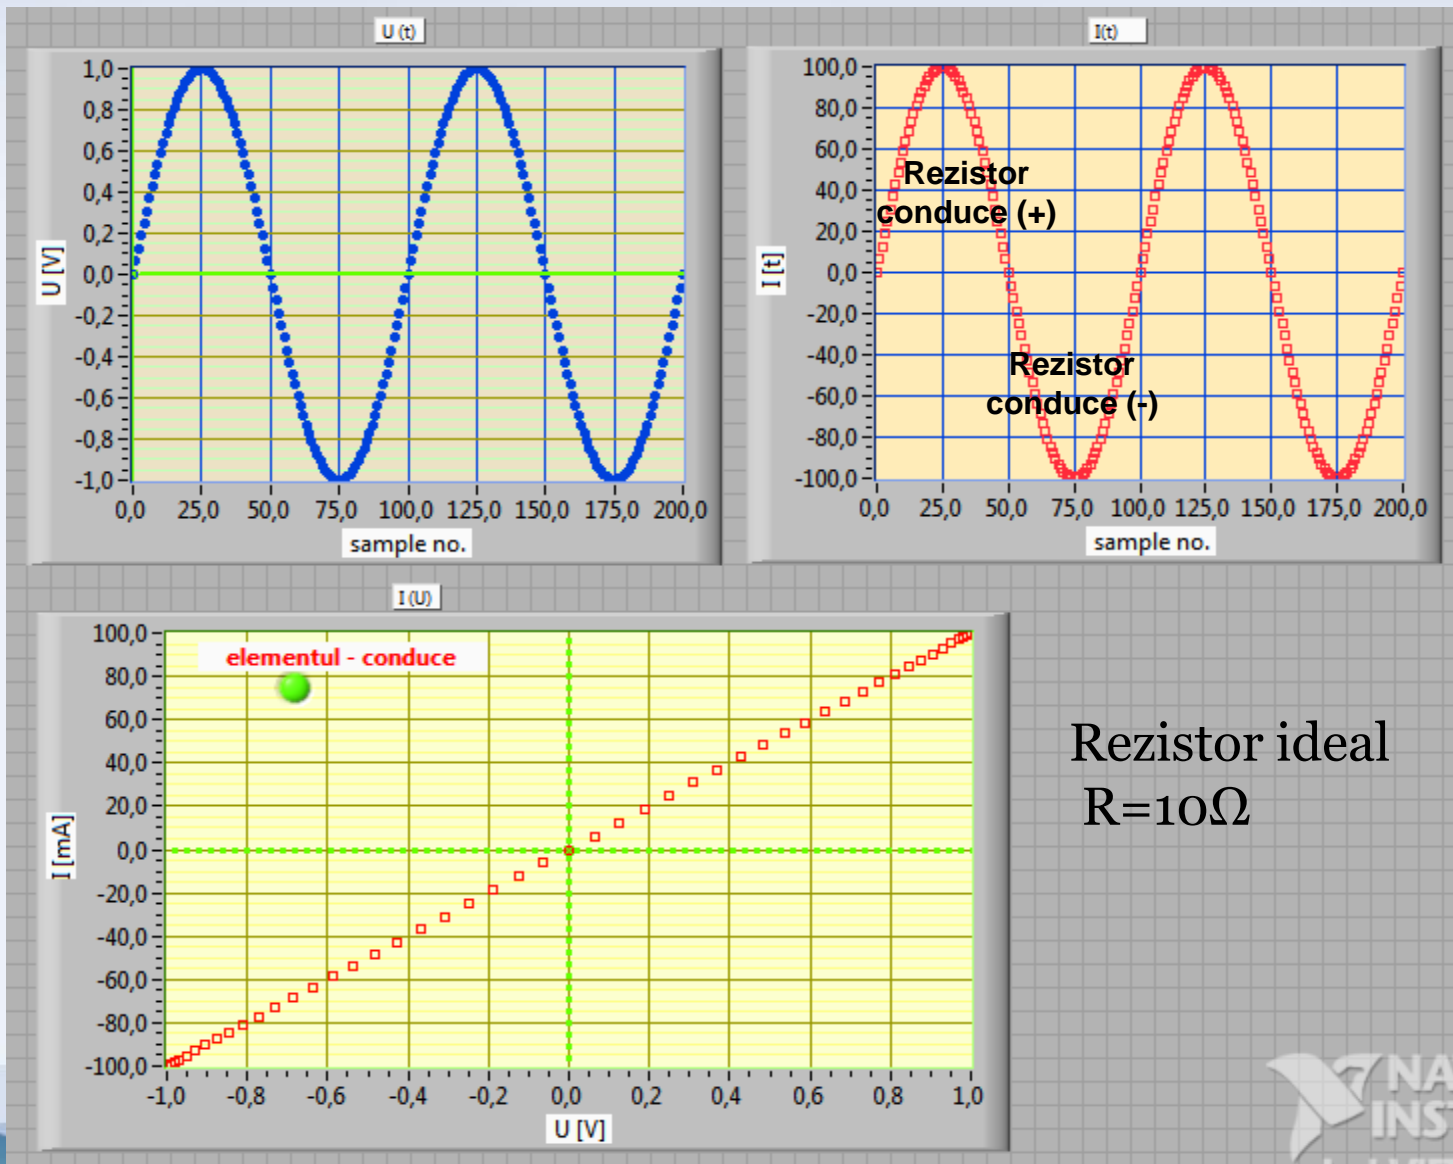 U (t)
1,0
0,8
0,6
0,4
0,2
0,0
-0,2
-0,4
-0,6
-0,8
-1,0
U [V]
0,0 25,0 50,0 75,0 100,0 125,0 150,0 175,0 200,0
sample no.
I(t)
100,0
80,0
60,0
40,0
20,0
0,0
-20,0
-40,0
-60,0
-80,0
-100,0
I [t]
Rezistor
conduce (+)
Rezistor
conduce (-)
0,0 25,0 50,0 75,0 100,0 125,0 150,0 175,0 200,0
sample no.
I (U)
100,0
80,0
60,0
40,0
20,0
0,0
-20,0
-40,0
-60,0
-80,0
-100,0
I [mA]
elementul - conduce
-1,0 -0,8 -0,6 -0,4 -0,2 0,0 0,2 0,4 0,6 0,8 1,0
U [V]
Rezistor ideal
R=10Ω
NA
INST